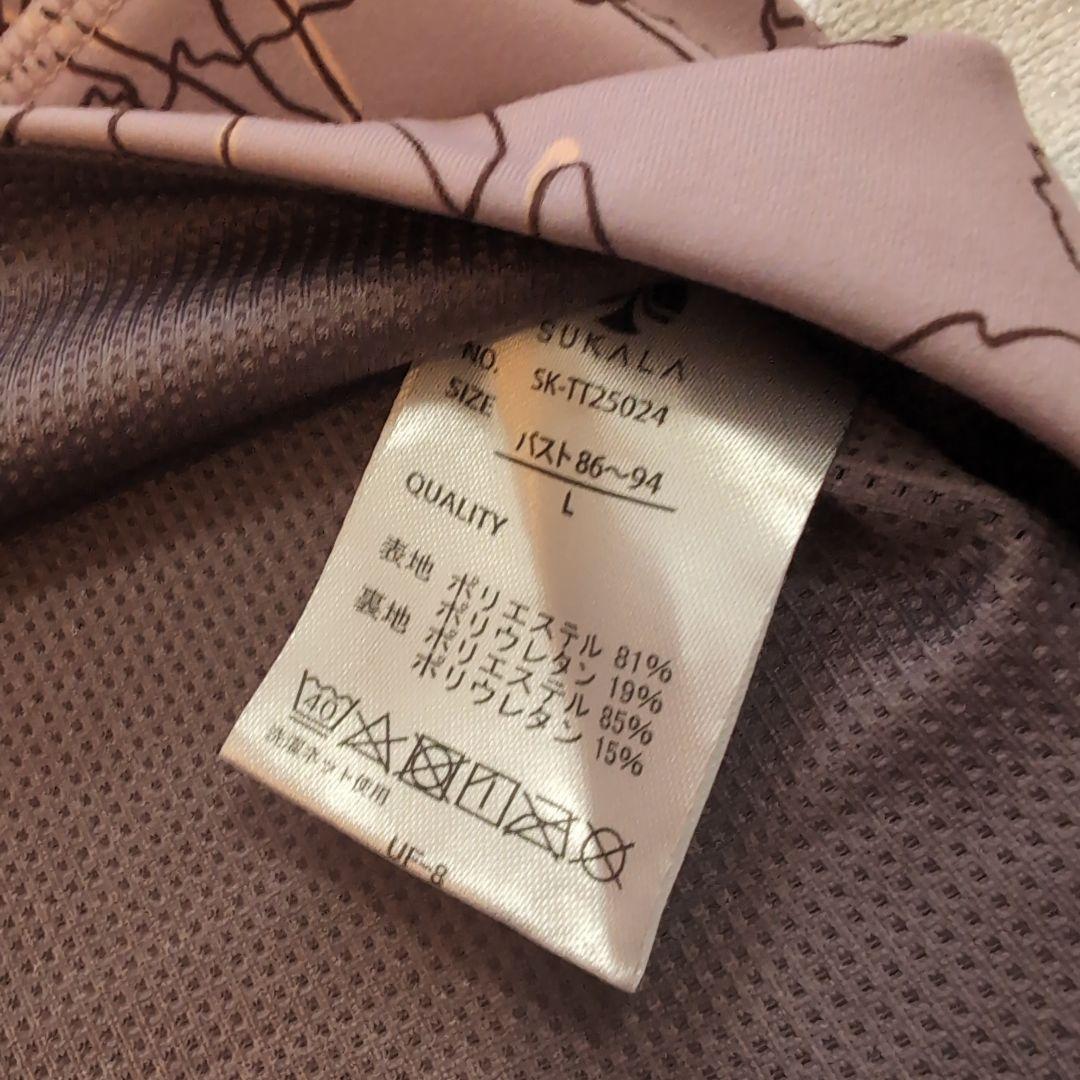 SUKALA
NO. SK-TT25024
SIZE バスト86～94
L
QUALITY
表地 ポリエステル 81%
ポリウレタン 19%
裏地 ポリエステル 85%
ポリウレタン 15%
40
洗濯ネット使用
UF-8